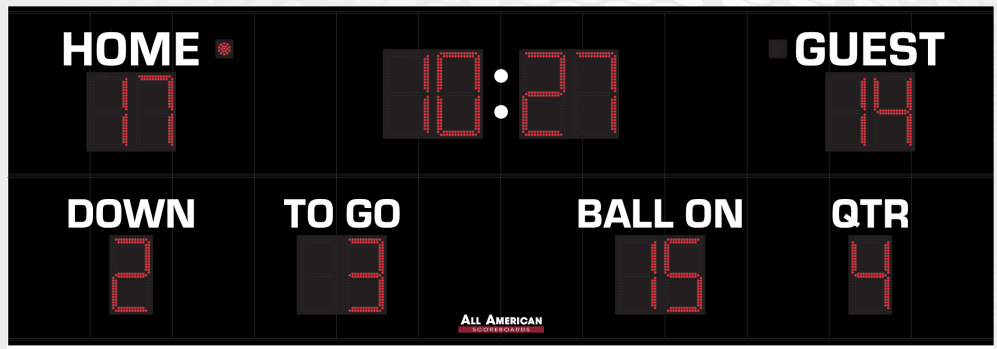 HOME GUEST
17 10:27 14
DOWN TO GO BALL ON QTR
2 3 15 4
ALL AMERICAN
SCOREBOARDS